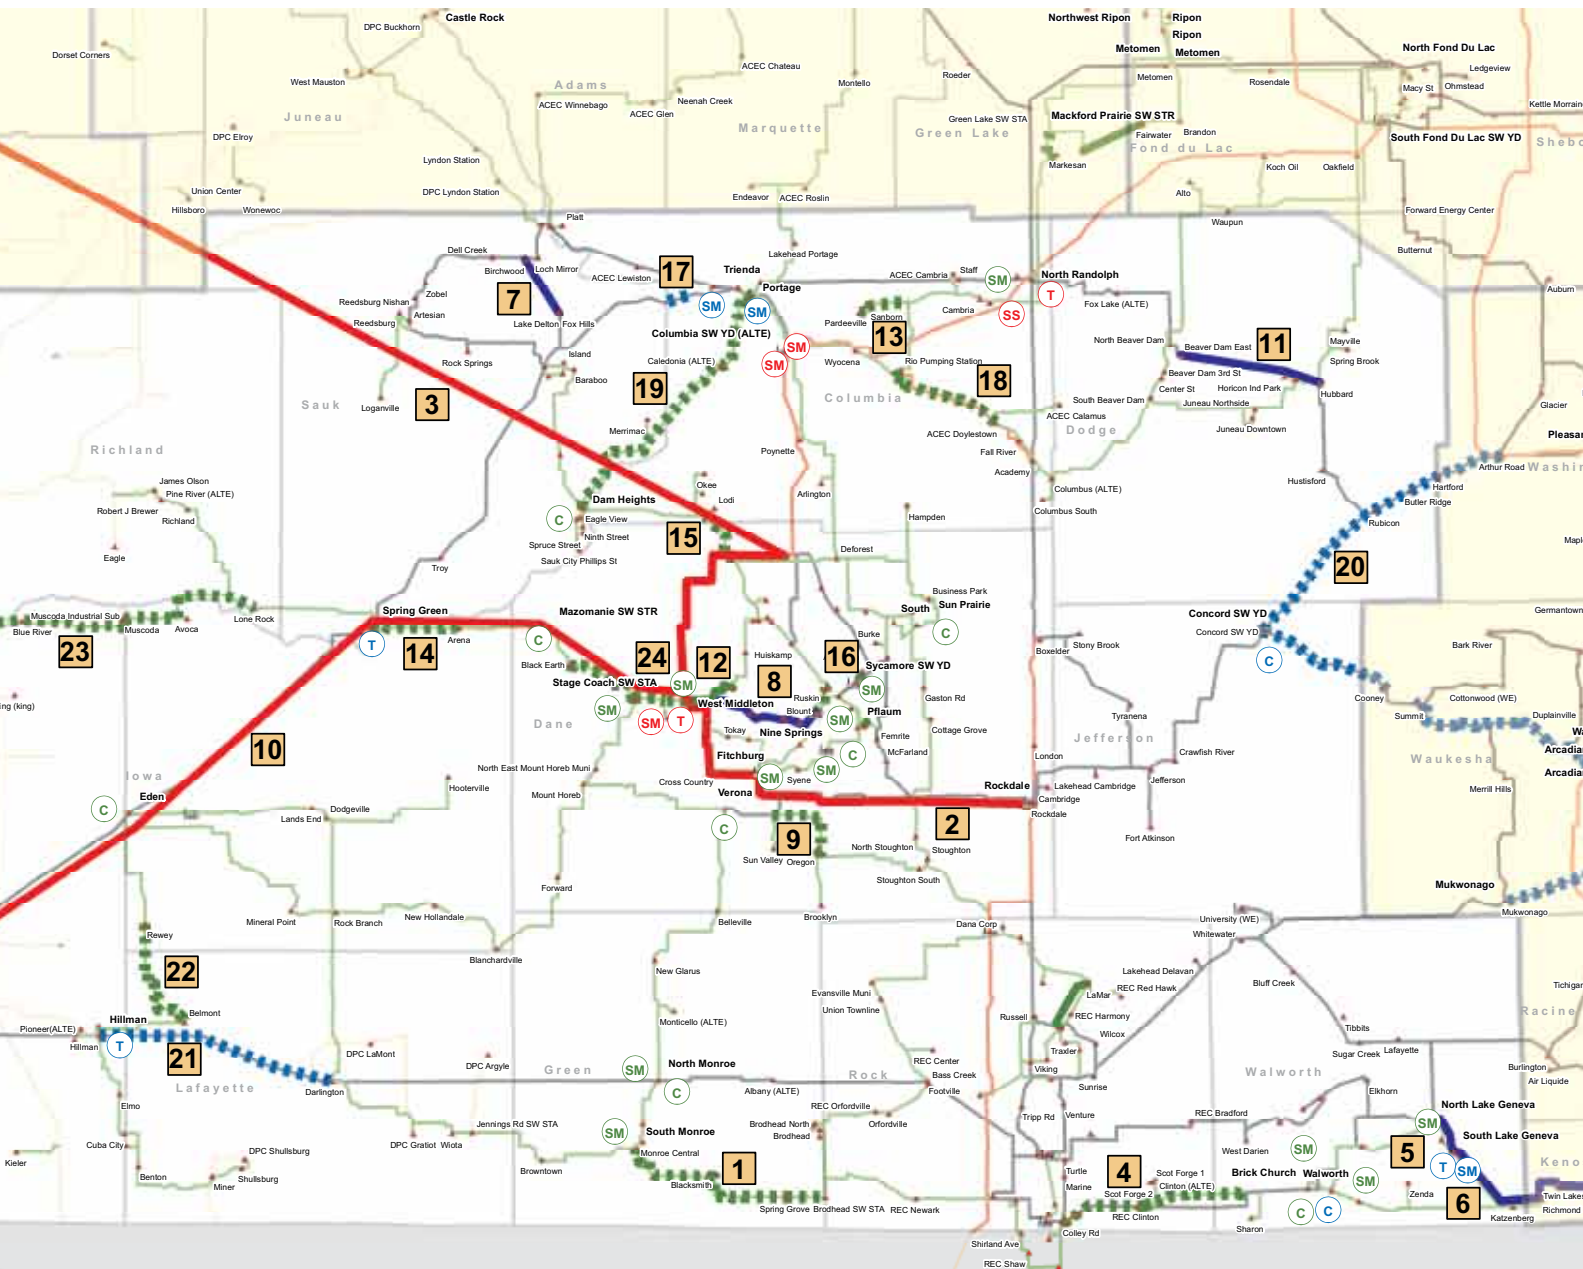 Castle Rock
Northwest Ripon
Ripon
DPC Buckhorn
Ripon
Metomen
Metomen
North Fond Du Lac
Dorset Corners
ACEC Chateau
Ledgeview
West Mauston
Montello
Roeder
Metomen
Rosendale
Macy St
Ohmstead
Adams
ACEC Winnebago
Neenah Creek
ACEC Glen
Kettle Morrain
Juneau
Marquette
Green Lake SW STA
Mackford Prairie SW STR
Green Lake
Fairwater
Brandon
South Fond Du Lac SW YD
DPC Elroy
Fond du Lac
Shebo
Lyndon Station
Markesan
Koch Oil
Oakfield
Union Center
DPC Lyndon Station
Endeavor
ACEC Roslin
Alto
Hillsboro
Wonewoc
Platt
Waupun
Forward Energy Center
Dell Creek
Lakehead Portage
Butternut
Birchwood
Loch Mirror
ACEC Lewiston
17
Trienda
ACEC Cambria
Staff
SM
North Randolph
Zobel
7
SM
Portage
T
Auburn
Reedsburg Nishan
Artesian
SM
Fox Lake (ALTE)
Reedsburg
Lake Delton
Fox Hills
Columbia SW YD (ALTE)
Pardeeville
Sanborn
Cambria
SS
13
North Beaver Dam
Beaver Dam East
11
Mayville
Island
SM
SM
Rock Springs
Caledonia (ALTE)
Wyocena
Rio Pumping Station
Spring Brook
Baraboo
19
18
Beaver Dam 3rd St
Center St
Horicon Ind Park
Hubbard
Sauk
Loganville
3
Columbia
South Beaver Dam
Juneau Northside
Glacier
Merrimac
ACEC Calamus
ACEC Doylestown
Dodge
Juneau Downtown
Pleasan
Richland
Poynette
Fall River
Academy
Arthur Road
Washin
James Olson
Pine River (ALTE)
Okee
Hustisford
Hartford
Robert J Brewer
Dam Heights
Lodi
Arlington
Columbus (ALTE)
Butler Ridge
Richland
C
Eagle View
Hampden
Columbus South
Rubicon
Eagle
Ninth Street
15
Spruce Street
Sauk City Phillips St
Deforest
Mapl
Troy
20
Business Park
Spring Green
Mazomanie SW STR
South
Sun Prairie
Concord SW YD
Germantown
Muscoda Industrial Sub
Lone Rock
Blue River
Muscoda
Avoca
T
Arena
C
C
Concord SW YD
23
14
Burke
Boxelder
Stony Brook
Bark River
Black Earth
24
12
Huiskamp
16
Sycamore SW YD
C
Stage Coach SW STA
SM
8
SM
Cooney
Cottonwood (WE)
ing (king)
SM
West Middleton
Ruskin
Gaston Rd
Dane
SM
T
Blount
SM
Pflaum
Tyranena
Summit
Duplainville
10
Tokay
Nine Springs
Femrite
Cottage Grove
Jefferson
Wa
Iowa
Fitchburg
C
McFarland
London
Crawfish River
Waukesha
Arcadian
North East Mount Horeb Muni
Cross Country
SM
Syene
SM
Rockdale
Lakehead Cambridge
Jefferson
Arcadian
Eden
Hooterville
Mount Horeb
Verona
Cambridge
Merrill Hills
C
Dodgeville
Lands End
C
9
2
Rockdale
Fort Atkinson
North Stoughton
Stoughton
Sun Valley
Oregon
Forward
Stoughton South
Mukwonago
Mineral Point
Rock Branch
New Hollandale
Belleville
Brooklyn
Dana Corp
University (WE)
Mukwonago
Rewey
Whitewater
Blanchardville
22
New Glarus
Lakehead Delavan
Bluff Creek
Evansville Muni
LaMar
REC Red Hawk
Tichigan
Hillman
Belmont
Union Townline
Russell
REC Harmony
Racine
Pioneer(ALTE)
Monticello (ALTE)
Wilcox
Tibbits
Hillman
T
21
DPC LaMont
Traxler
Sugar Creek
Lafayette
DPC Argyle
SM
North Monroe
REC Center
Viking
Burlington
Lafayette
Green
Rock
Bass Creek
Walworth
Air Liquide
Darlington
C
Albany (ALTE)
Footville
Sunrise
Elkhorn
Elmo
REC Orfordville
Tripp Rd
Venture
REC Bradford
North Lake Geneva
Jennings Rd SW STA
SM
South Monroe
Brodhead North
Orfordville
SM
Cuba City
DPC Gratiot
Wiota
Brodhead
South Lake Geneva
DPC Shullsburg
Monroe Central
West Darien
SM
5
Kieler
Browntown
1
4
Turtle
Scot Forge 1
Brick Church
Walworth
T
SM
Keno
Benton
Shullsburg
Blacksmith
Marine
Scot Forge 2
Clinton (ALTE)
SM
Zenda
6
Twin Lakes
Miner
Spring Grove
Brodhead SW STA
REC Newark
REC Clinton
C
C
Katzenberg
Richmond
Colley Rd
Sharon
Shirland Ave
REC Shaw